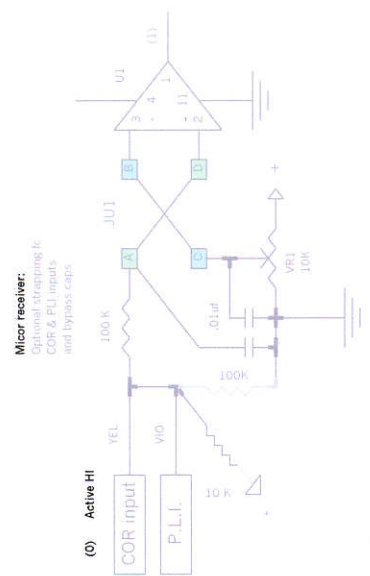 Micor receiver:
Optional strapping fo
COR & PLI inputs
and bypass caps
(0) Active HI
COR input
P.L.I.
YEL
VIO
100 K
100K
10 K
+
.01uf
VR1
10K
+
JU1
A
B
C
D
U1
3
+
4
1
-
11
2
(1)